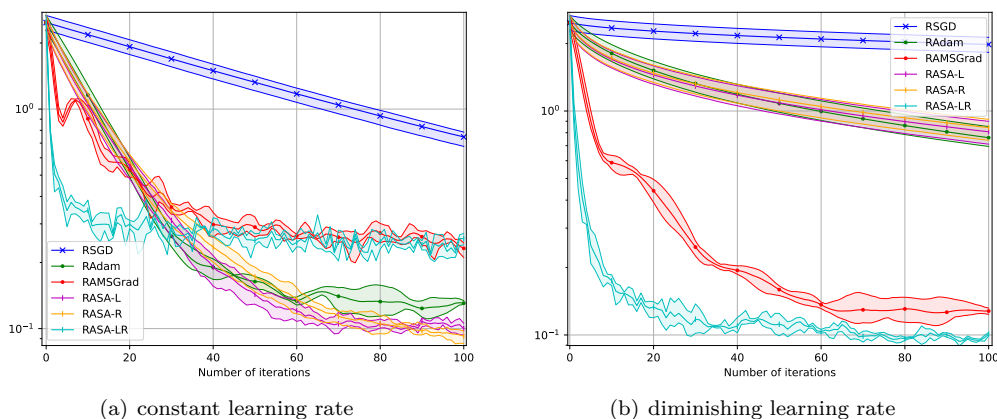 10⁰
10⁻¹
0
20
40
60
80
100
Number of iterations
RSGD
RAdam
RAMSGrad
RASA-L
RASA-R
RASA-LR
(a) constant learning rate
10⁰
10⁻¹
0
20
40
60
80
100
Number of iterations
RSGD
RAdam
RAMSGrad
RASA-L
RASA-R
RASA-LR
(b) diminishing learning rate